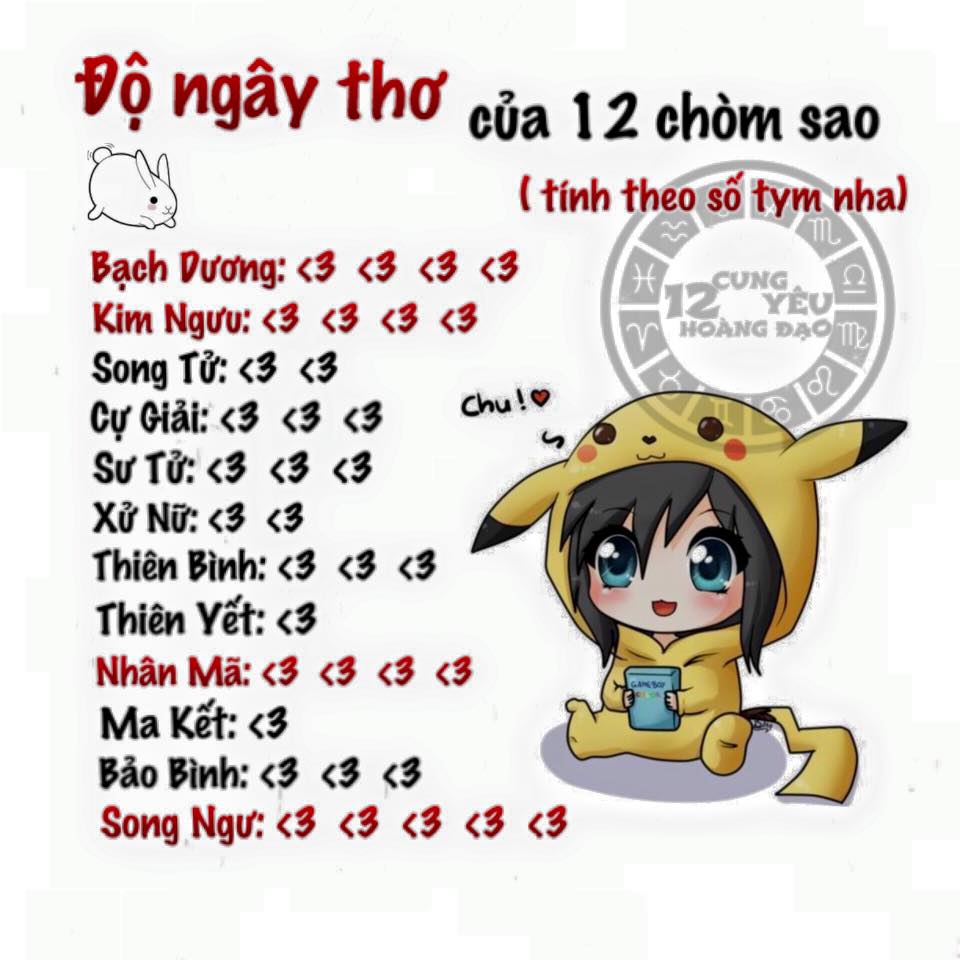 Độ ngây thơ của 12 chòm sao
( tính theo số tym nha)
Bạch Dương: <3 <3 <3 <3
Kim Ngưu: <3 <3 <3 <3
Song Tử: <3 <3
Cự Giải: <3 <3 <3
Sư Tử: <3 <3 <3
Xử Nữ: <3 <3
Thiên Bình: <3 <3 <3
Thiên Yết: <3
Nhân Mã: <3 <3 <3 <3
Ma Kết: <3
Bảo Bình: <3 <3 <3
Song Ngư: <3 <3 <3 <3 <3
12 CUNG
YÊU
HOÀNG ĐẠO
Chu!
GAMEBOY